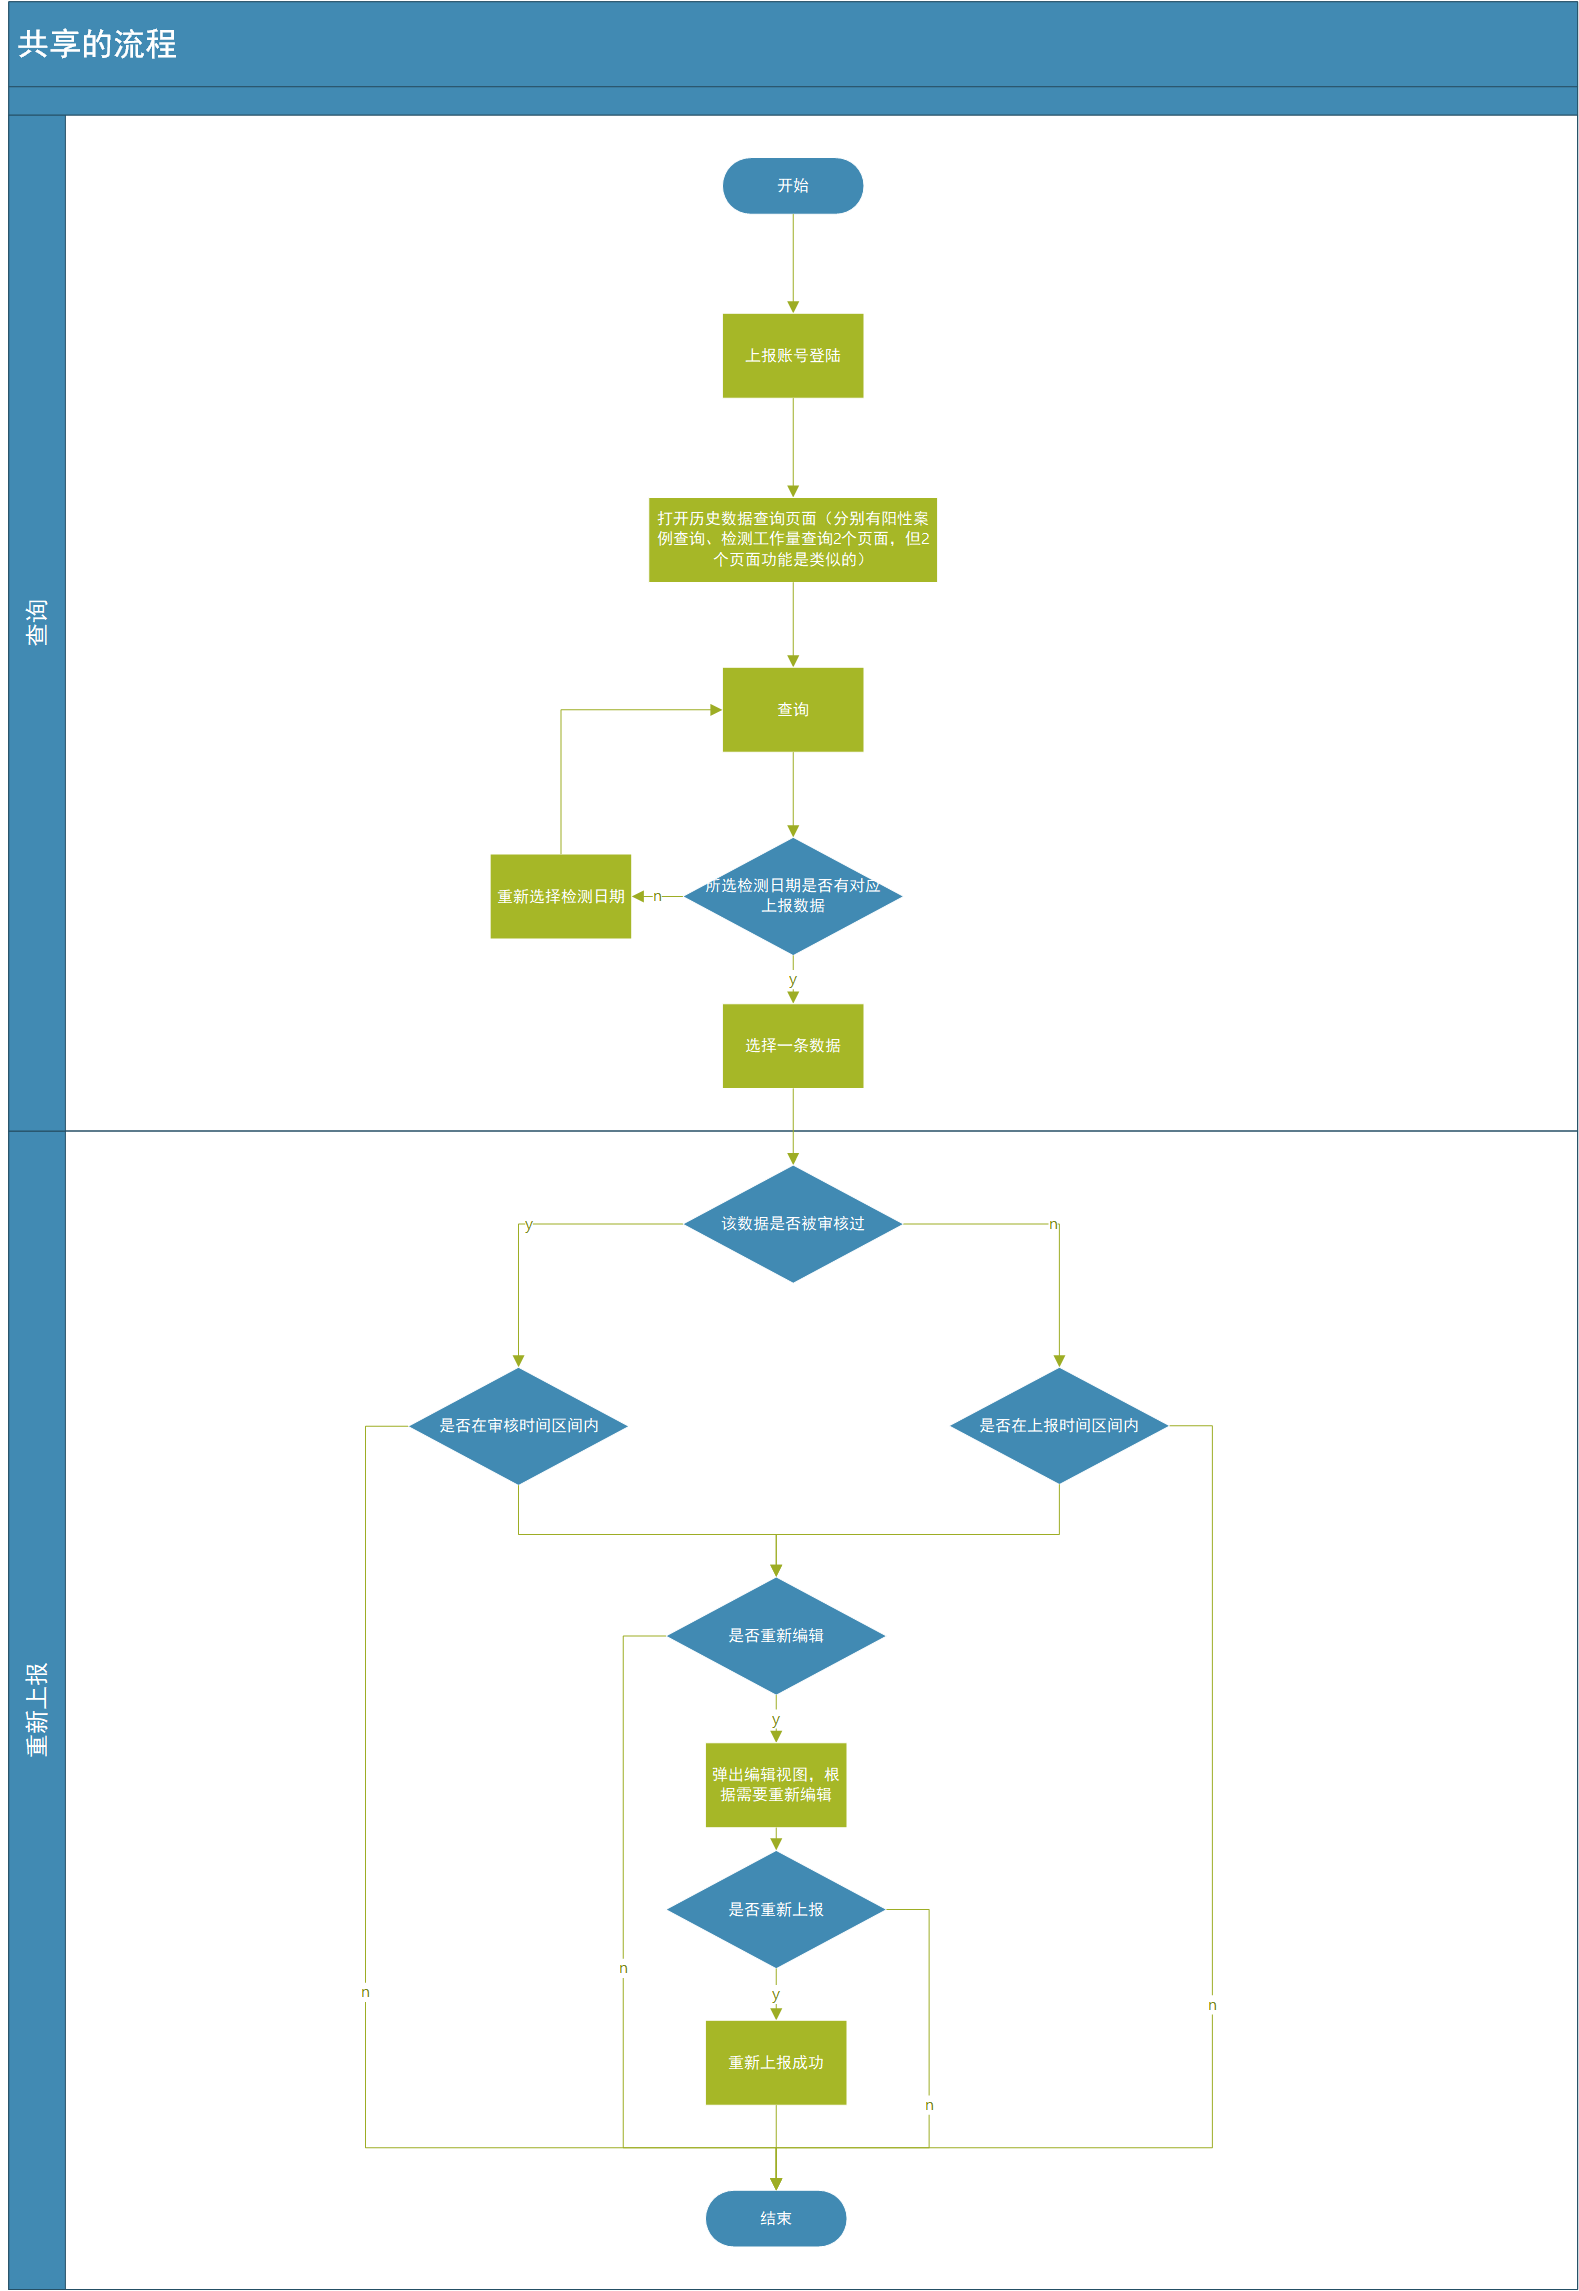 共享的流程
查询
开始
上报账号登陆
打开历史数据查询页面（分别有阳性案
例查询、检测工作量查询2个页面，但2
个页面功能是类似的）
查询
所选检测日期是否有对应
上报数据
n
重新选择检测日期
y
选择一条数据
重新上报
该数据是否被审核过
y
n
是否在审核时间区间内
是否在上报时间区间内
是否重新编辑
y
弹出编辑视图，根
据需要重新编辑
是否重新上报
n
n
y
n
重新上报成功
n
结束